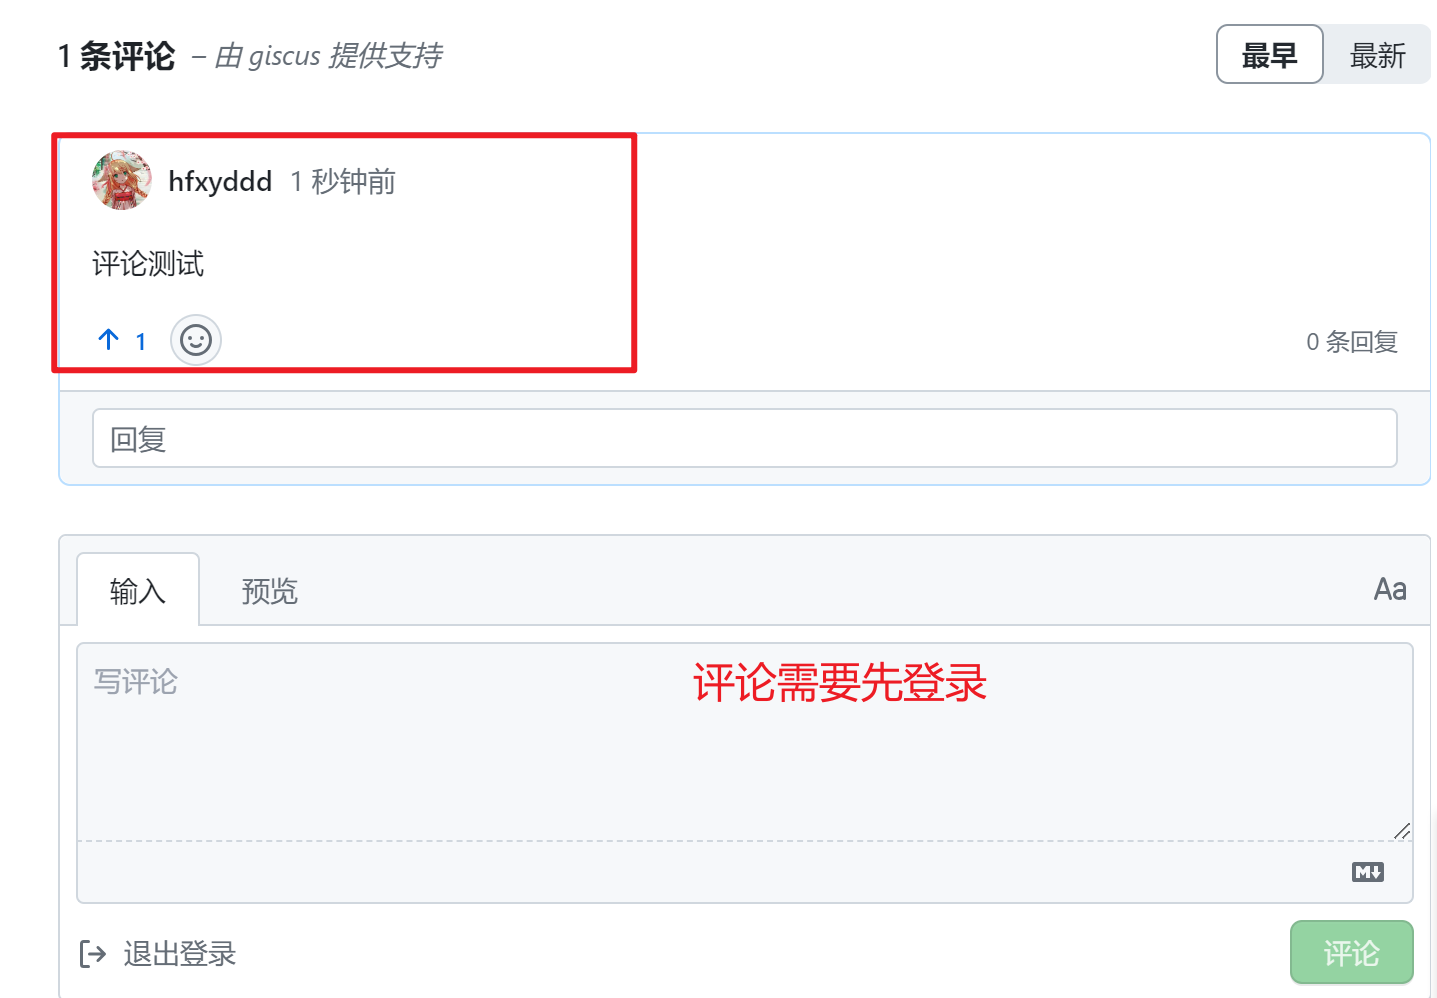 1 条评论 – 由 giscus 提供支持
最早 最新
hfxyddd 1 秒钟前
评论测试
1
0 条回复
回复
输入 预览 Aa
写评论
评论需要先登录
M
退出登录 评论